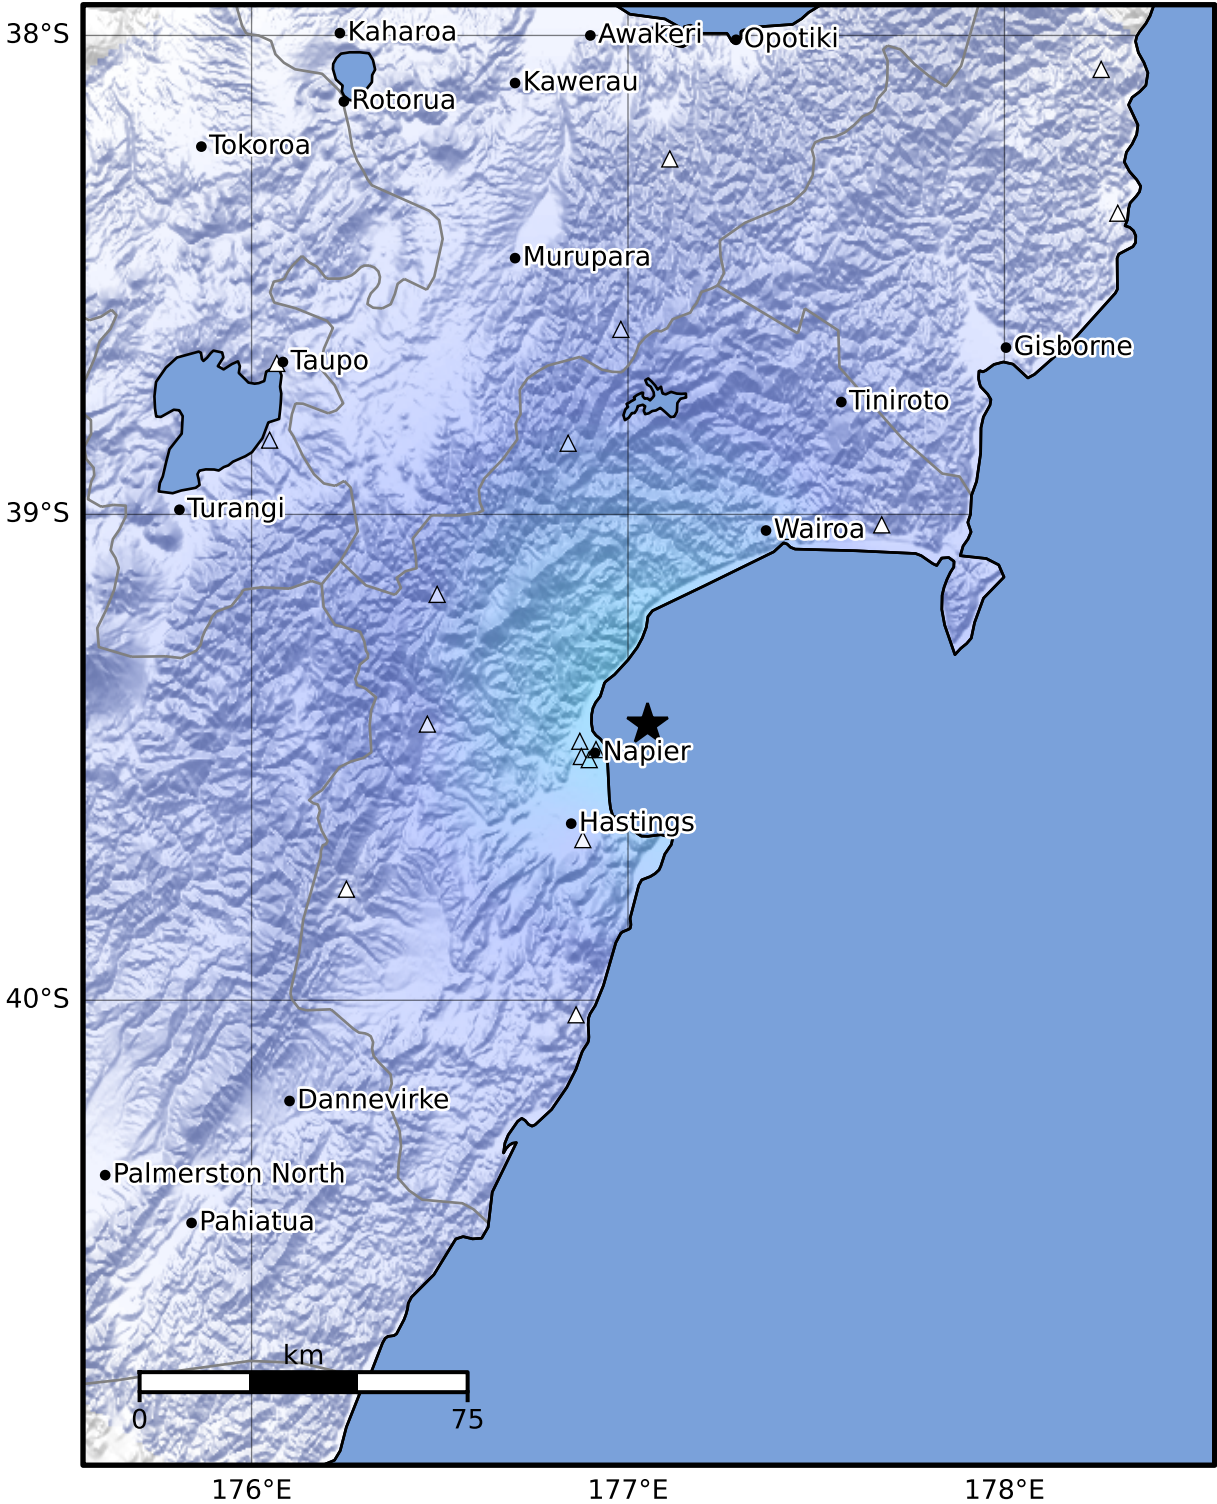 38°S
Kaharoa
Awakeri
Opotiki
Kawerau
Rotorua
Tokoroa
Murupara
Gisborne
Taupo
Tiniroto
39°S
Turangi
Wairoa
Napier
Hastings
40°S
Dannevirke
Palmerston North
Pahiatua
km
0 75
176°E 177°E 178°E